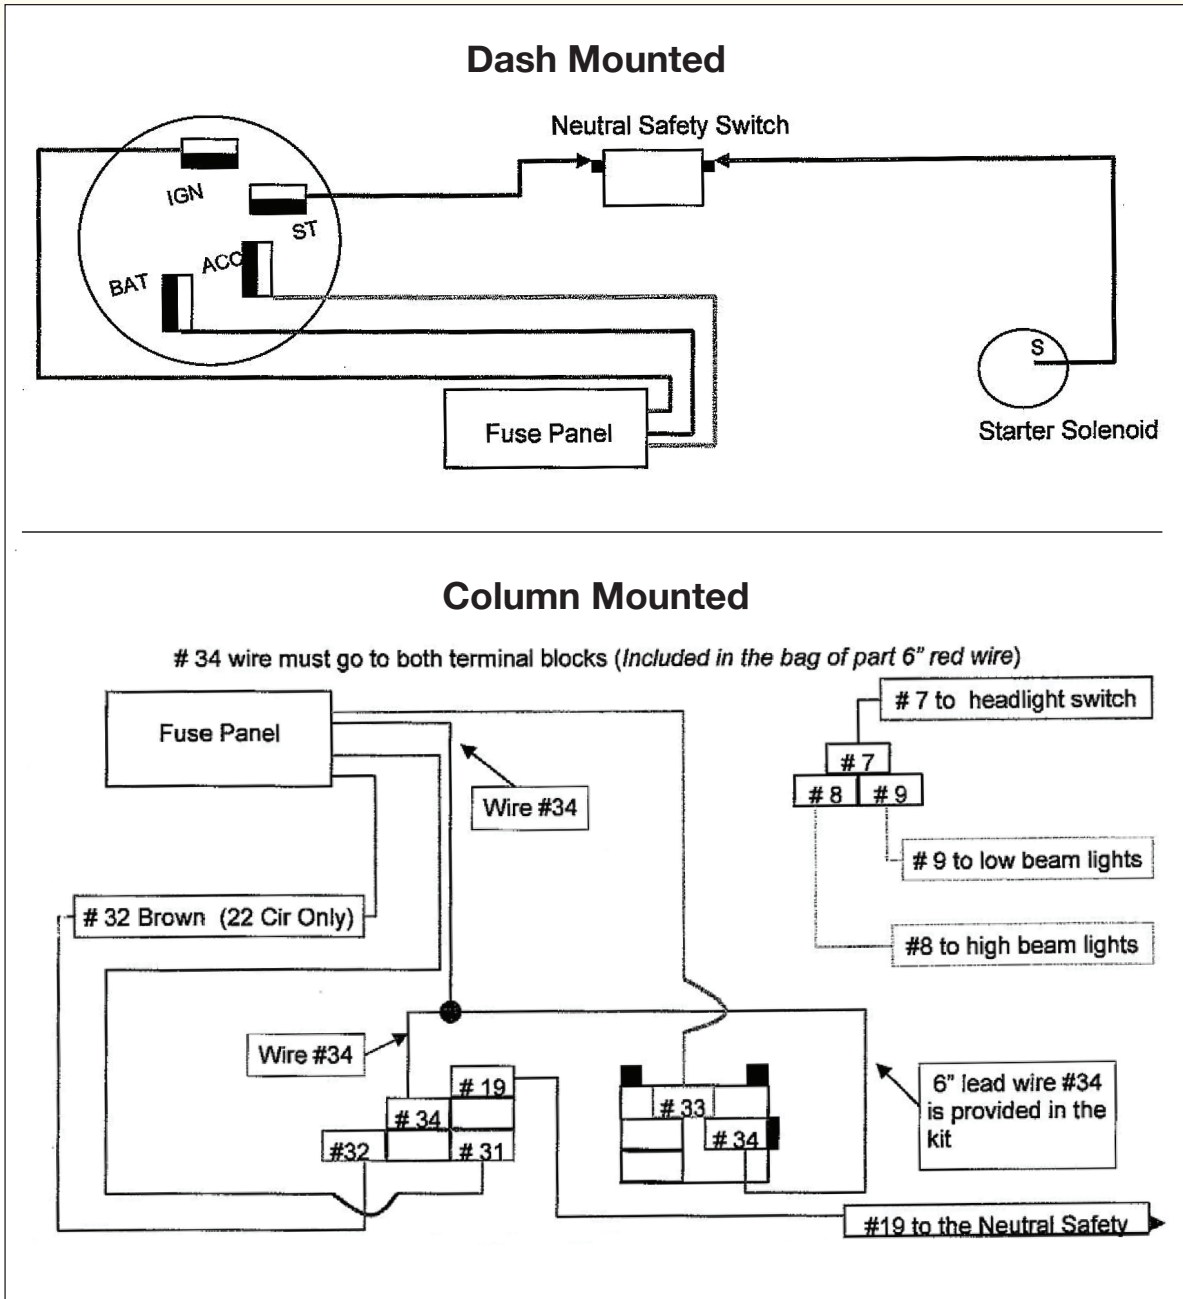 Dash Mounted
Neutral Safety Switch
IGN
ST
ACC
BAT
S
Fuse Panel
Starter Solenoid
Column Mounted
# 34 wire must go to both terminal blocks (Included in the bag of part 6” red wire)
# 7 to headlight switch
Fuse Panel
# 7
# 8 # 9
Wire #34
# 9 to low beam lights
# 32 Brown (22 Cir Only)
#8 to high beam lights
Wire #34
# 19
# 34
#32 # 31
# 33
# 34
6” lead wire #34
is provided in the
kit
#19 to the Neutral Safety